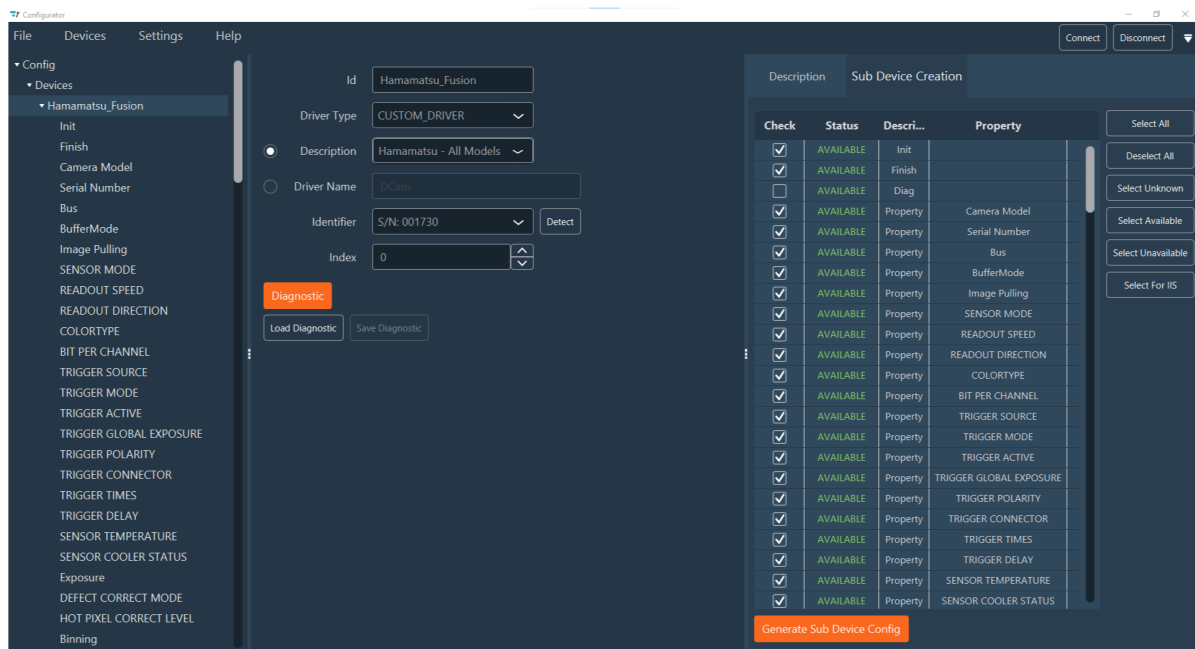 Configurator
File Devices Settings Help
Connect Disconnect
Config
Devices
Hamamatsu_Fusion
Init
Finish
Camera Model
Serial Number
Bus
BufferMode
Image Pulling
SENSOR MODE
READOUT SPEED
READOUT DIRECTION
COLORTYPE
BIT PER CHANNEL
TRIGGER SOURCE
TRIGGER MODE
TRIGGER ACTIVE
TRIGGER GLOBAL EXPOSURE
TRIGGER POLARITY
TRIGGER CONNECTOR
TRIGGER TIMES
TRIGGER DELAY
SENSOR TEMPERATURE
SENSOR COOLER STATUS
Exposure
DEFECT CORRECT MODE
HOT PIXEL CORRECT LEVEL
Binning
Id Hamamatsu_Fusion
Driver Type CUSTOM_DRIVER
Description Hamamatsu - All Models
Driver Name DCam
Identifier S/N: 001730 Detect
Index 0
Diagnostic
Load Diagnostic Save Diagnostic
Description Sub Device Creation
Check Status Descri... Property
AVAILABLE Init
AVAILABLE Finish
AVAILABLE Diag
AVAILABLE Property Camera Model
AVAILABLE Property Serial Number
AVAILABLE Property Bus
AVAILABLE Property BufferMode
AVAILABLE Property Image Pulling
AVAILABLE Property SENSOR MODE
AVAILABLE Property READOUT SPEED
AVAILABLE Property READOUT DIRECTION
AVAILABLE Property COLORTYPE
AVAILABLE Property BIT PER CHANNEL
AVAILABLE Property TRIGGER SOURCE
AVAILABLE Property TRIGGER MODE
AVAILABLE Property TRIGGER ACTIVE
AVAILABLE Property TRIGGER GLOBAL EXPOSURE
AVAILABLE Property TRIGGER POLARITY
AVAILABLE Property TRIGGER CONNECTOR
AVAILABLE Property TRIGGER TIMES
AVAILABLE Property TRIGGER DELAY
AVAILABLE Property SENSOR TEMPERATURE
AVAILABLE Property SENSOR COOLER STATUS
Generate Sub Device Config
Select All
Deselect All
Select Unknown
Select Available
Select Unavailable
Select For IIS